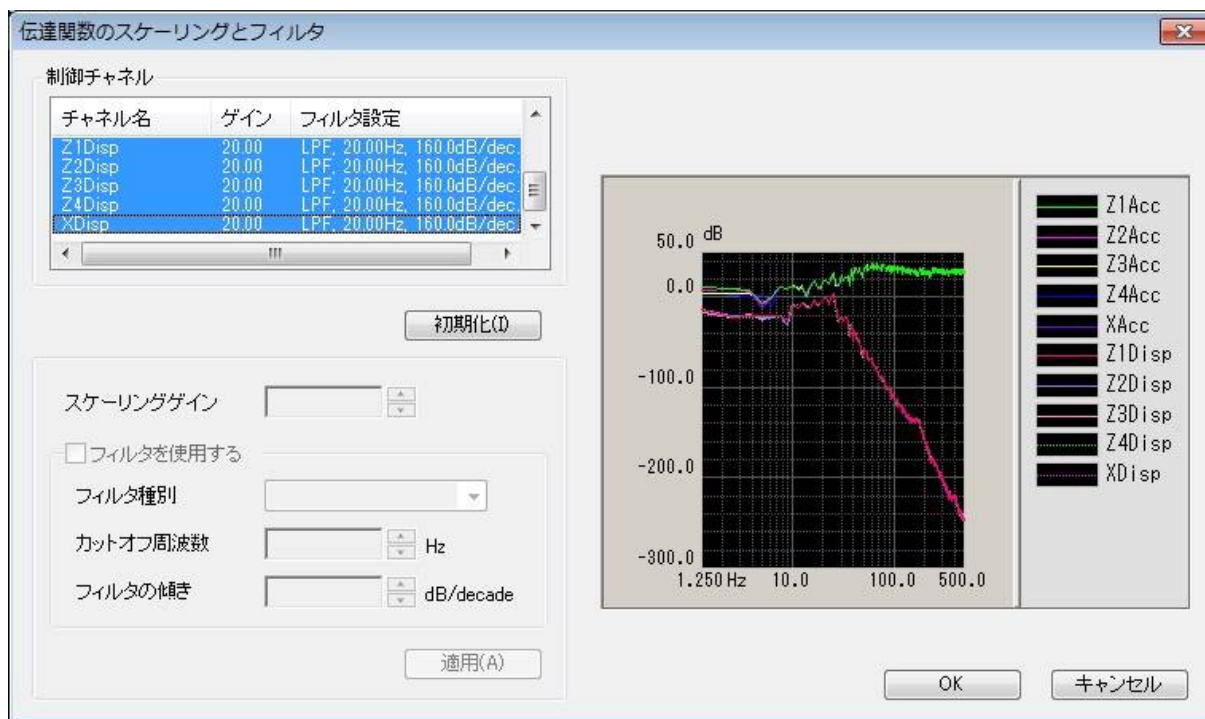 伝達関数のスケーリングとフィルタ
制御チャネル
チャネル名 ゲイン フィルタ設定
Z1Disp 20.00 LPF, 20.00Hz, 160.0dB/dec.
Z2Disp 20.00 LPF, 20.00Hz, 160.0dB/dec.
Z3Disp 20.00 LPF, 20.00Hz, 160.0dB/dec.
Z4Disp 20.00 LPF, 20.00Hz, 160.0dB/dec.
XDisp 20.00 LPF, 20.00Hz, 160.0dB/dec.
初期化(I)
スケーリングゲイン
フィルタを使用する
フィルタ種別
カットオフ周波数 Hz
フィルタの傾き dB/decade
適用(A)
50.0 dB
0.0
-100.0
-200.0
-300.0
1.250 Hz 10.0 100.0 500.0
Z1Acc
Z2Acc
Z3Acc
Z4Acc
XAcc
Z1Disp
Z2Disp
Z3Disp
Z4Disp
XDisp
OK
キャンセル